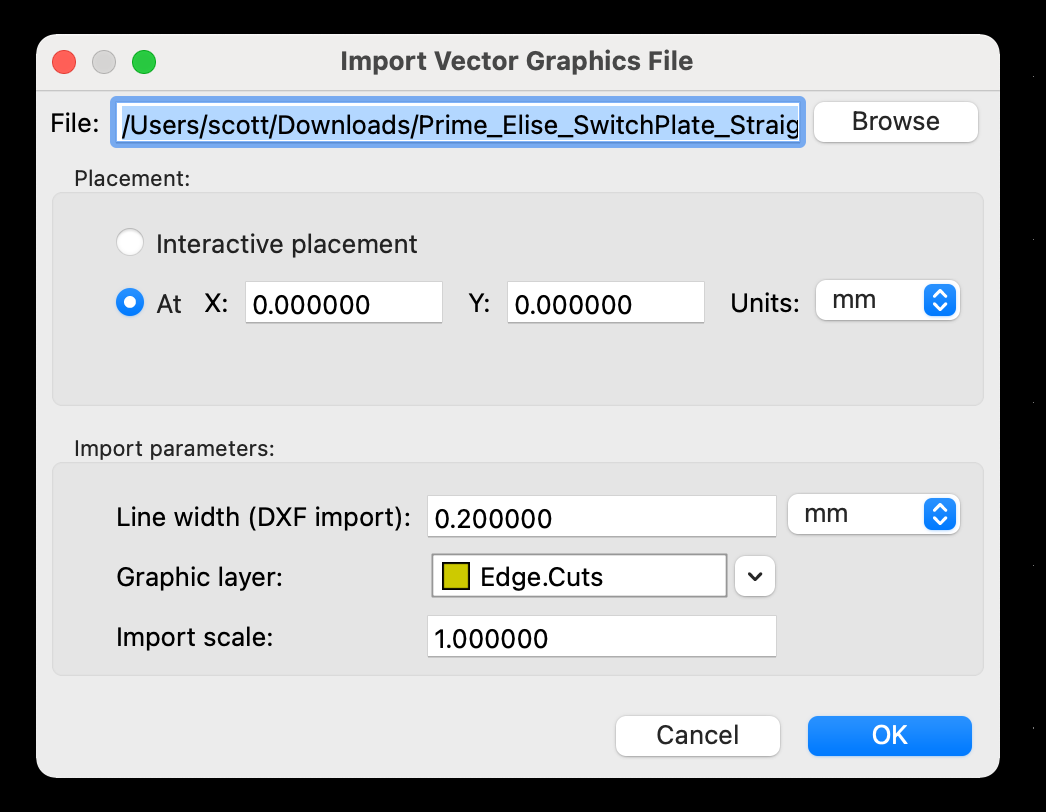 Import Vector Graphics File
File: /Users/scott/Downloads/Prime_Elise_SwitchPlate_Straig Browse
Placement:
Interactive placement
At X: 0.000000 Y: 0.000000 Units: mm
Import parameters:
Line width (DXF import): 0.200000 mm
Graphic layer: Edge.Cuts
Import scale: 1.000000
Cancel OK